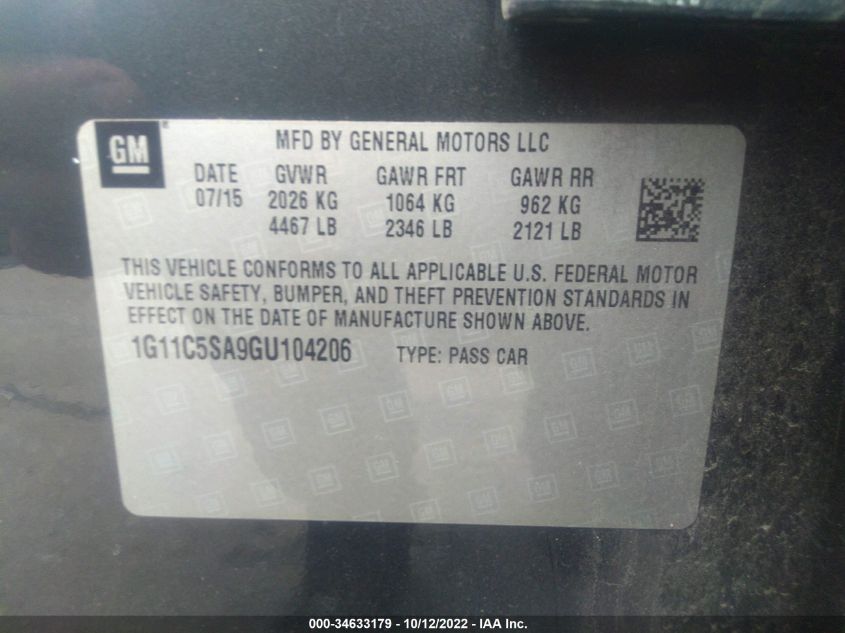 GM
MFD BY GENERAL MOTORS LLC
DATE GVWR GAWR FRT GAWR RR
07/15 2026 KG 1064 KG 962 KG
4467 LB 2346 LB 2121 LB
THIS VEHICLE CONFORMS TO ALL APPLICABLE U.S. FEDERAL MOTOR
VEHICLE SAFETY, BUMPER, AND THEFT PREVENTION STANDARDS IN
EFFECT ON THE DATE OF MANUFACTURE SHOWN ABOVE.
1G11C5SA9GU104206 TYPE: PASS CAR
000-34633179 - 10/12/2022 - IAA Inc.